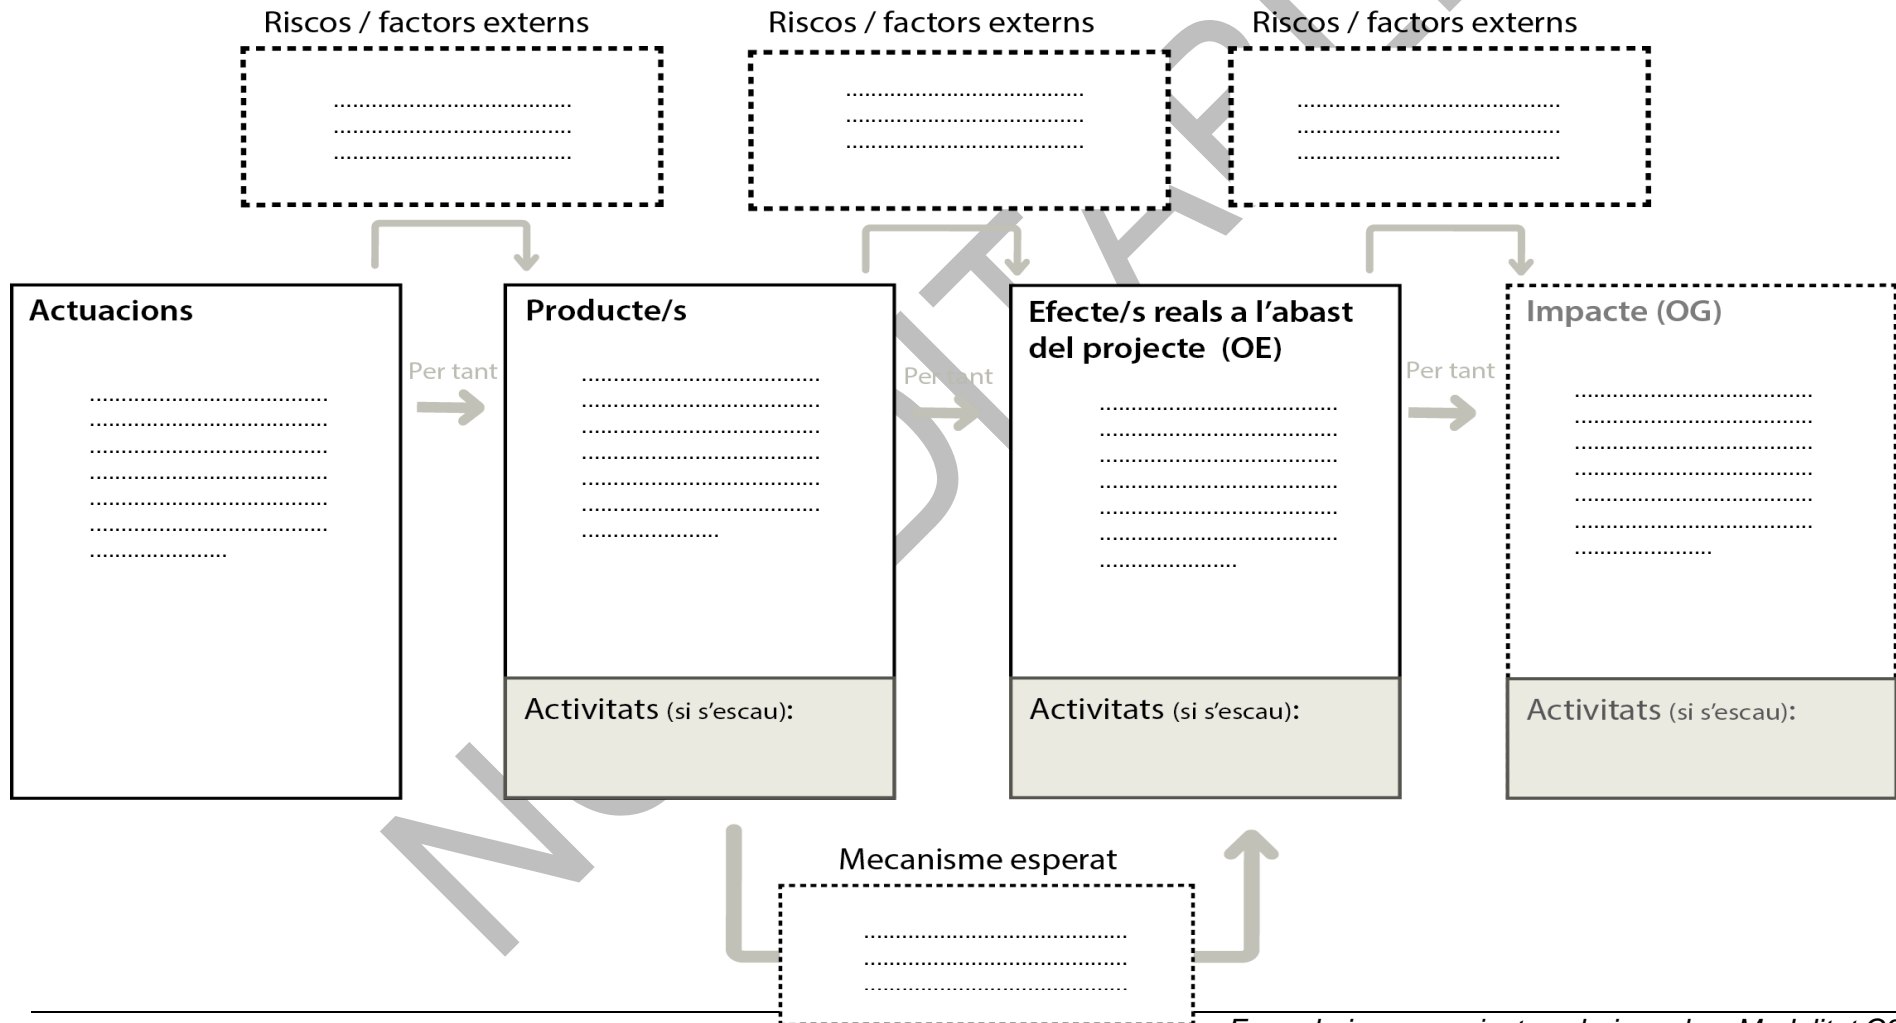 Riscos / factors externs
Riscos / factors externs
Riscos / factors externs
Actuacions
Per tant
Producte/s
Activitats (si s'escau):
Per tant
Efecte/s reals a l'abast
del projecte (OE)
Activitats (si s'escau):
Per tant
Impacte (OG)
Activitats (si s'escau):
Mecanisme esperat